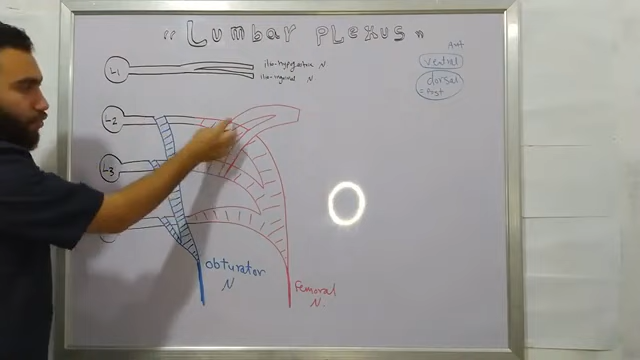 " Lumbar PLEXUS "
Ant
ventral
dorsal
= Post
L1
ilio-hypogastric N
ilio-inguinal N
L2
L3
obturator
N
Femoral
N.